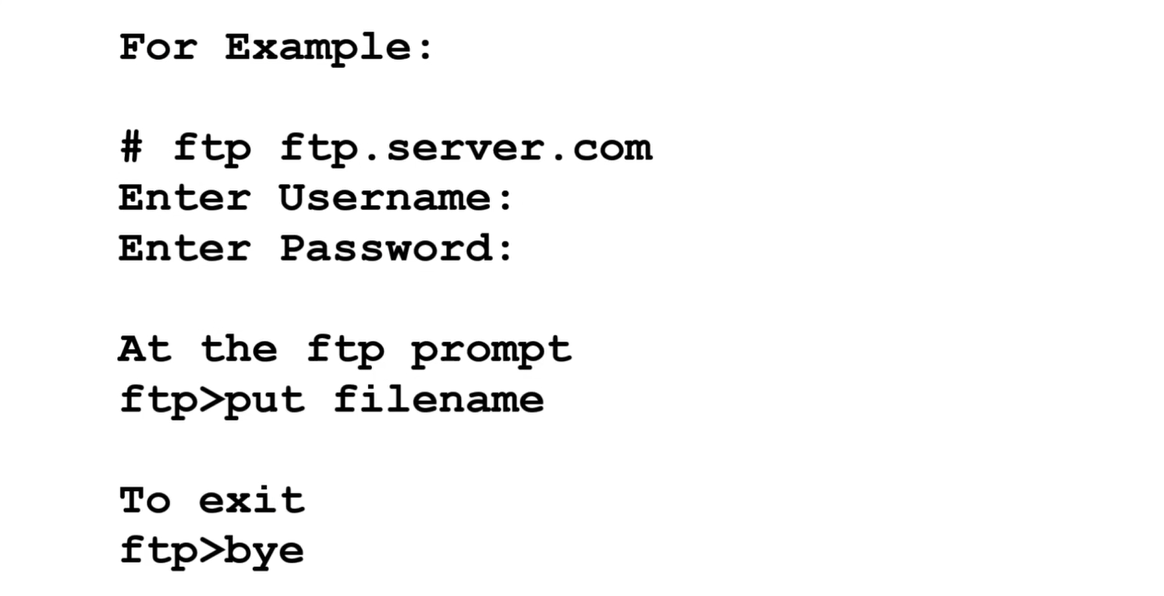 For Example:
# ftp ftp.server.com
Enter Username:
Enter Password:
At the ftp prompt
ftp>put filename
To exit
ftp>bye